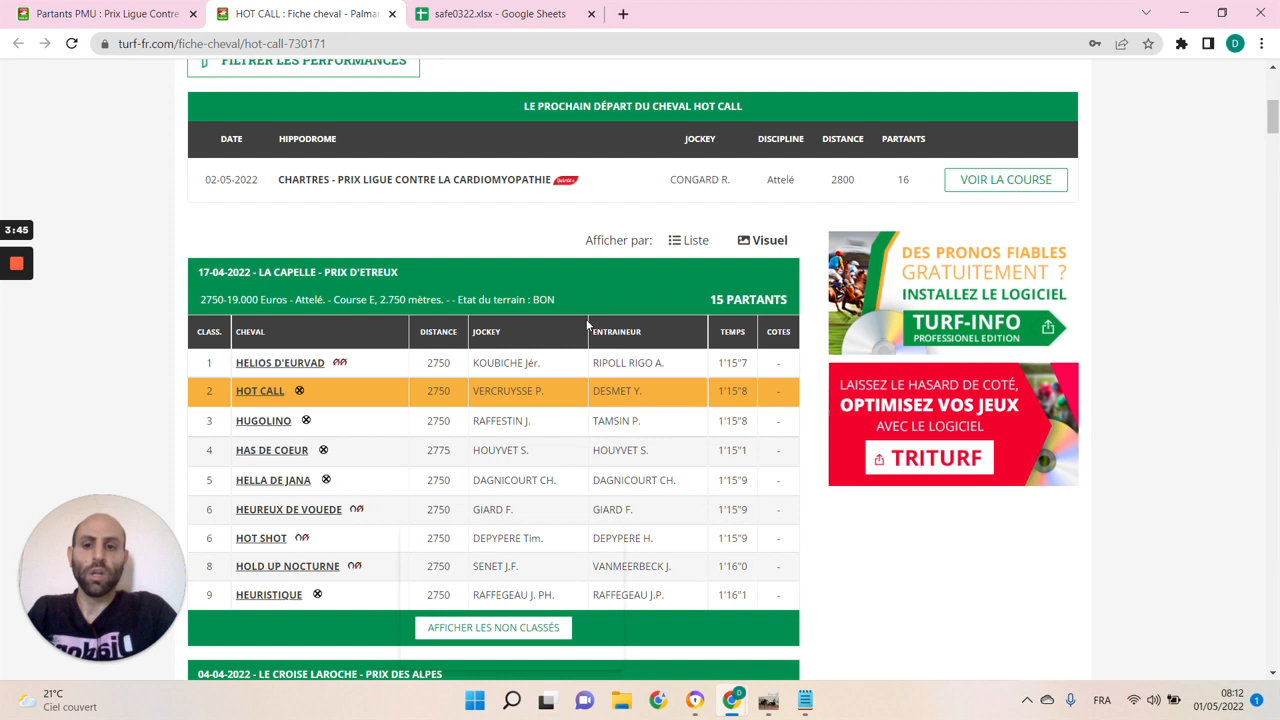 Partants PMU : Prix Ligue Contre
HOT CALL : Fiche cheval - Palma
safe0322.xlsx - Google Sheets
turf-fr.com/fiche-cheval/hot-call-730171
D
FILTRER LES PERFORMANCES
LE PROCHAIN DÉPART DU CHEVAL HOT CALL
DATE HIPPODROME JOCKEY DISCIPLINE DISTANCE PARTANTS
02-05-2022 CHARTRES - PRIX LIGUE CONTRE LA CARDIOMYOPATHIE Quinté+ CONGARD R. Attelé 2800 16 VOIR LA COURSE
3:45
Afficher par: Liste Visuel
17-04-2022 - LA CAPELLE - PRIX D'ETREUX
2750-19.000 Euros - Attelé. - Course E, 2.750 mètres. - - Etat du terrain : BON 15 PARTANTS
CLASS. CHEVAL DISTANCE JOCKEY ENTRAINEUR TEMPS COTES
1 HELIOS D'EURVAD 2750 KOUBICHE Jér. RIPOLL RIGO A. 1'15"7 -
2 HOT CALL 2750 VERCRUYSSE P. DESMET Y. 1'15"8 -
3 HUGOLINO 2750 RAFFESTIN J. TAMSIN P. 1'15"8 -
4 HAS DE COEUR 2775 HOUYVET S. HOUYVET S. 1'15"1 -
5 HELLA DE JANA 2750 DAGNICOURT CH. DAGNICOURT CH. 1'15"9 -
6 HEUREUX DE VOUEDE 2750 GIARD F. GIARD F. 1'15"9 -
6 HOT SHOT 2750 DEPYPERE Tim. DEPYPERE H. 1'15"9 -
8 HOLD UP NOCTURNE 2750 SENET J.F. VANMEERBECK J. 1'16"0 -
9 HEURISTIQUE 2750 RAFFEGEAU J. PH. RAFFEGEAU J.P. 1'16"1 -
AFFICHER LES NON CLASSÉS
04-04-2022 - LE CROISE LAROCHE - PRIX DES ALPES
DES PRONOS FIABLES
GRATUITEMENT ?
INSTALLEZ LE LOGICIEL
TURF-INFO
PROFESSIONEL EDITION
LAISSEZ LE HASARD DE COTÉ,
OPTIMISEZ VOS JEUX
AVEC LE LOGICIEL
TRITURF
21°C
Ciel couvert
D
FRA
08:12
01/05/2022
1